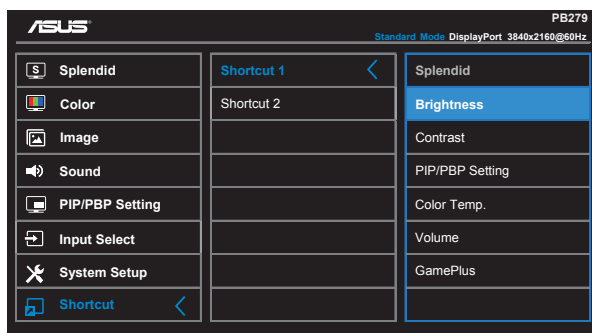 ASUS
PB279
Standard Mode DisplayPort 3840x2160@60Hz
S Splendid
Color
Image
Sound
PIP/PBP Setting
Input Select
System Setup
Shortcut
Shortcut 1
Shortcut 2
Splendid
Brightness
Contrast
PIP/PBP Setting
Color Temp.
Volume
GamePlus